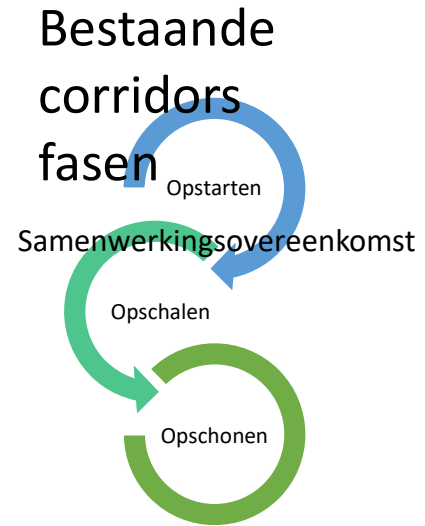 Bestaande
corridors
fasen
Opstarten
Samenwerkingsovereenkomst
Opschalen
Opschonen